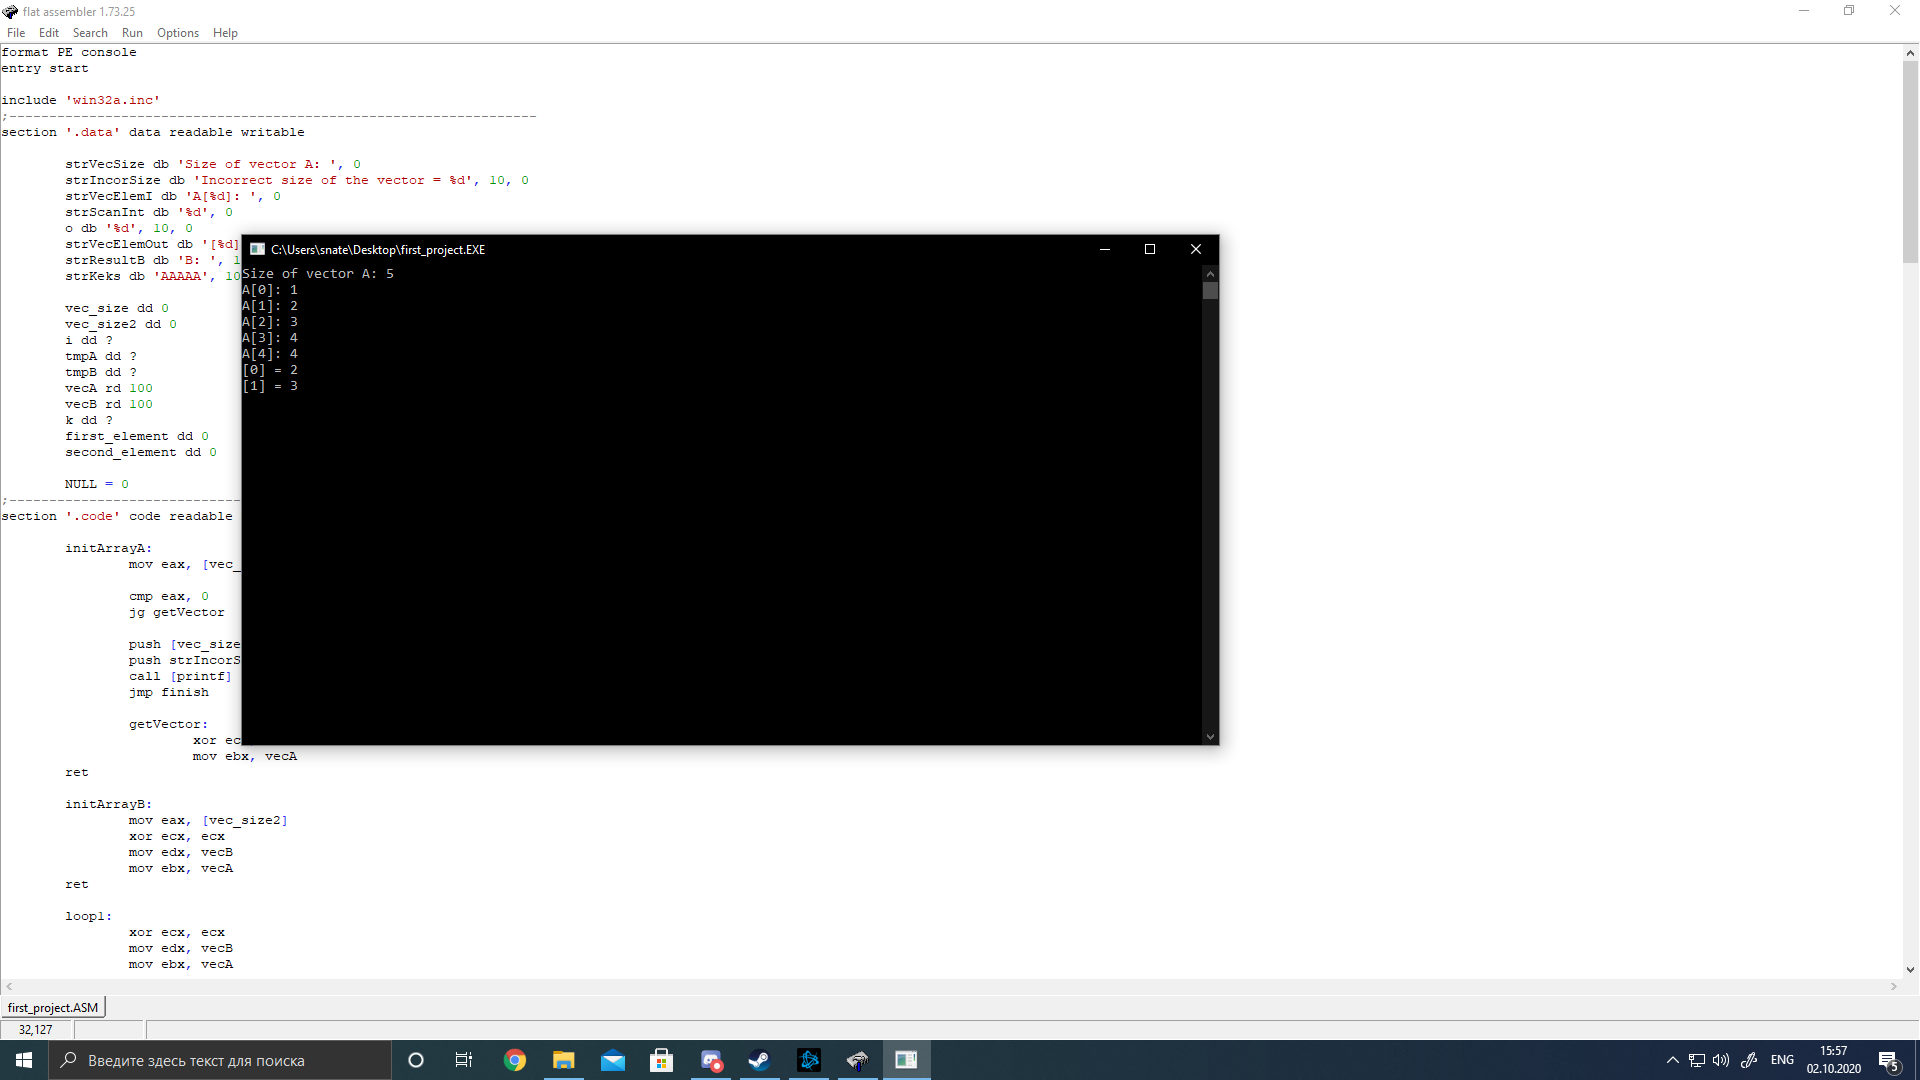 flat assembler 1.73.25
File Edit Search Run Options Help
format PE console
entry start
include 'win32a.inc'
;------------------------------------------------------------------
section '.data' data readable writable
strVecSize db 'Size of vector A: ', 0
strIncorSize db 'Incorrect size of the vector = %d', 10, 0
strVecElemI db 'A[%d]: ', 0
strScanInt db '%d', 0
o db '%d', 10, 0
strVecElemOut db '[%d]
strResultB db 'B: ', 1
strKeks db 'AAAAA', 10
vec_size dd 0
vec_size2 dd 0
i dd ?
tmpA dd ?
tmpB dd ?
vecA rd 100
vecB rd 100
k dd ?
first_element dd 0
second_element dd 0
NULL = 0
;-----------------------------
section '.code' code readable
initArrayA:
mov eax, [vec_
cmp eax, 0
jg getVector
push [vec_size
push strIncorS
call [printf]
jmp finish
getVector:
xor ec
mov ebx, vecA
ret
initArrayB:
mov eax, [vec_size2]
xor ecx, ecx
mov edx, vecB
mov ebx, vecA
ret
loop1:
xor ecx, ecx
mov edx, vecB
mov ebx, vecA
C:\Users\snate\Desktop\first_project.EXE
Size of vector A: 5
A[0]: 1
A[1]: 2
A[2]: 3
A[3]: 4
A[4]: 4
[0] = 2
[1] = 3
first_project.ASM
32,127
Введите здесь текст для поиска
ENG
15:57
02.10.2020
5